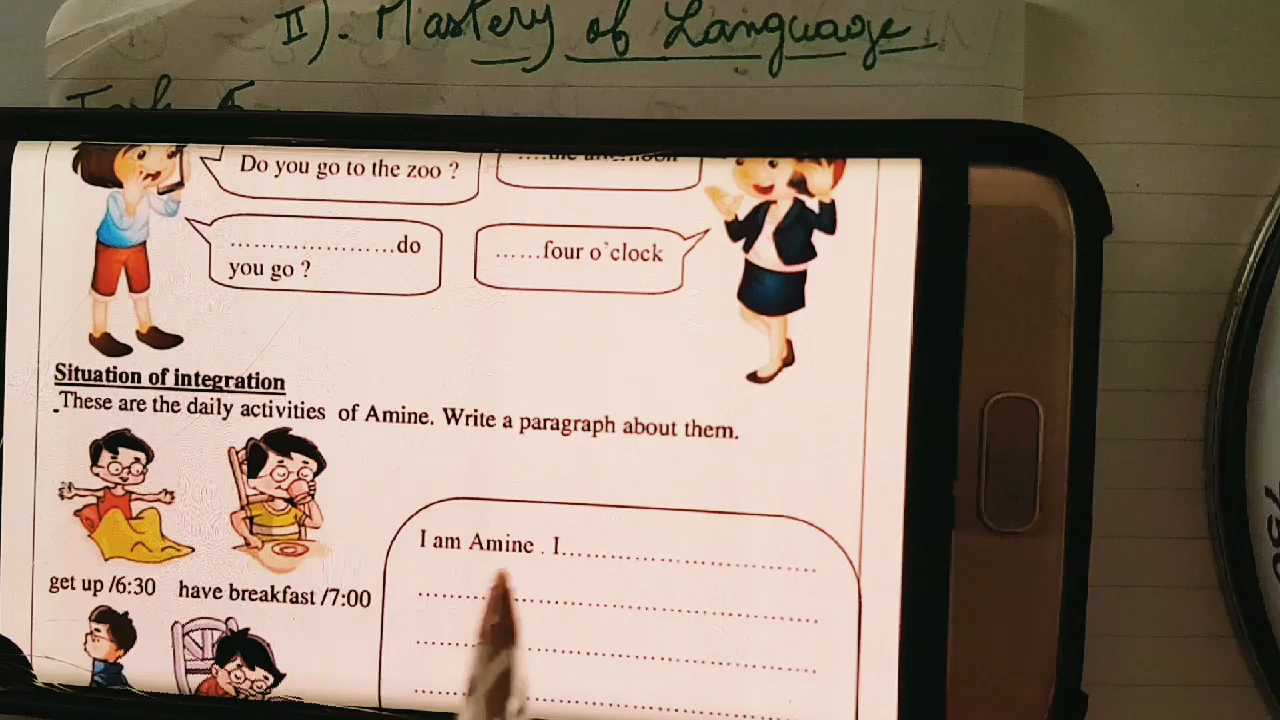 II). Mastery of Language
Do you go to the zoo ?
....the afternoon
.....................do
you go ?
......four o'clock
Situation of integration
These are the daily activities of Amine. Write a paragraph about them.
I am Amine . I................................
get up /6:30 have breakfast /7:00